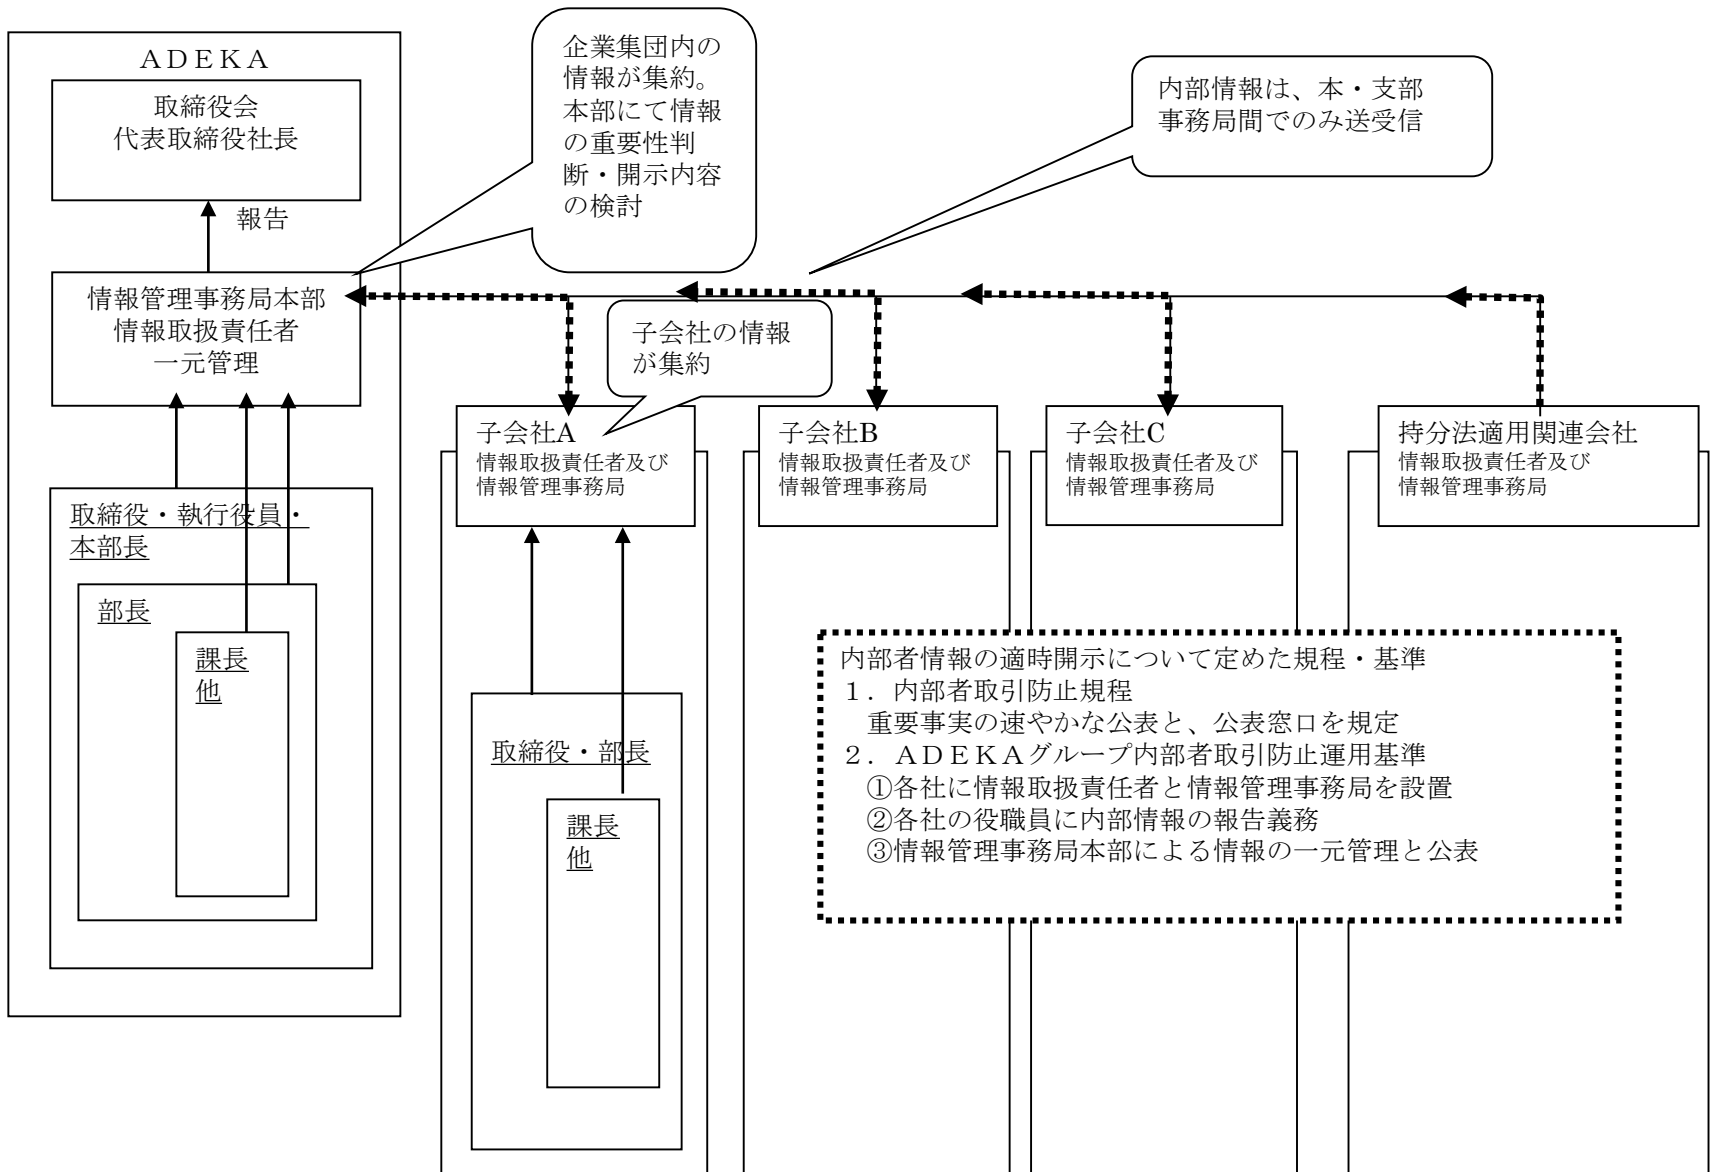 ＡＤＥＫＡ
取締役会
代表取締役社長
報告
情報管理事務局本部
情報取扱責任者
一元管理
取締役・執行役員・
本部長
部長
課長
他
企業集団内の
情報が集約。
本部にて情報
の重要性判
断・開示内容
の検討
内部情報は、本・支部
事務局間でのみ送受信
子会社の情報
が集約
子会社A
情報取扱責任者及び
情報管理事務局
取締役・部長
課長
他
子会社B
情報取扱責任者及び
情報管理事務局
子会社C
情報取扱責任者及び
情報管理事務局
持分法適用関連会社
情報取扱責任者及び
情報管理事務局
内部者情報の適時開示について定めた規程・基準
１．内部者取引防止規程
重要事実の速やかな公表と、公表窓口を規定
２．ＡＤＥＫＡグループ内部者取引防止運用基準
①各社に情報取扱責任者と情報管理事務局を設置
②各社の役職員に内部情報の報告義務
③情報管理事務局本部による情報の一元管理と公表